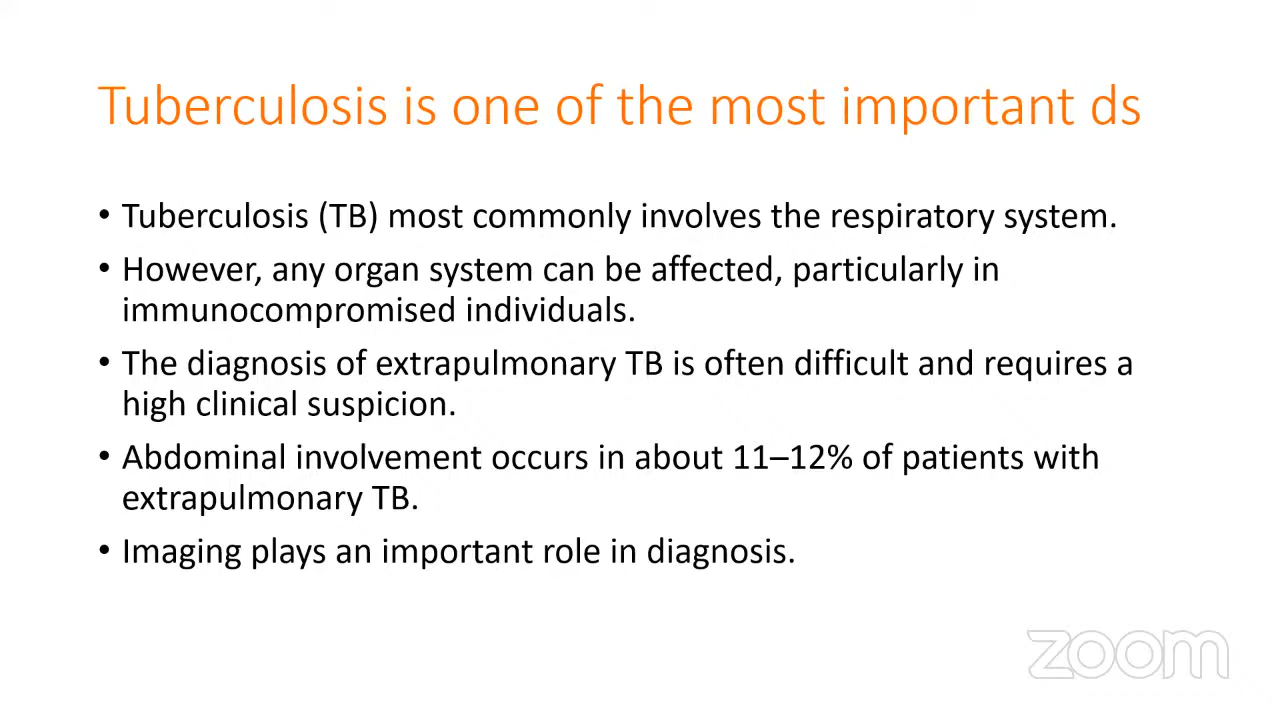 Tuberculosis is one of the most important ds
• Tuberculosis (TB) most commonly involves the respiratory system.
• However, any organ system can be affected, particularly in
immunocompromised individuals.
• The diagnosis of extrapulmonary TB is often difficult and requires a
high clinical suspicion.
• Abdominal involvement occurs in about 11–12% of patients with
extrapulmonary TB.
• Imaging plays an important role in diagnosis.
zoom